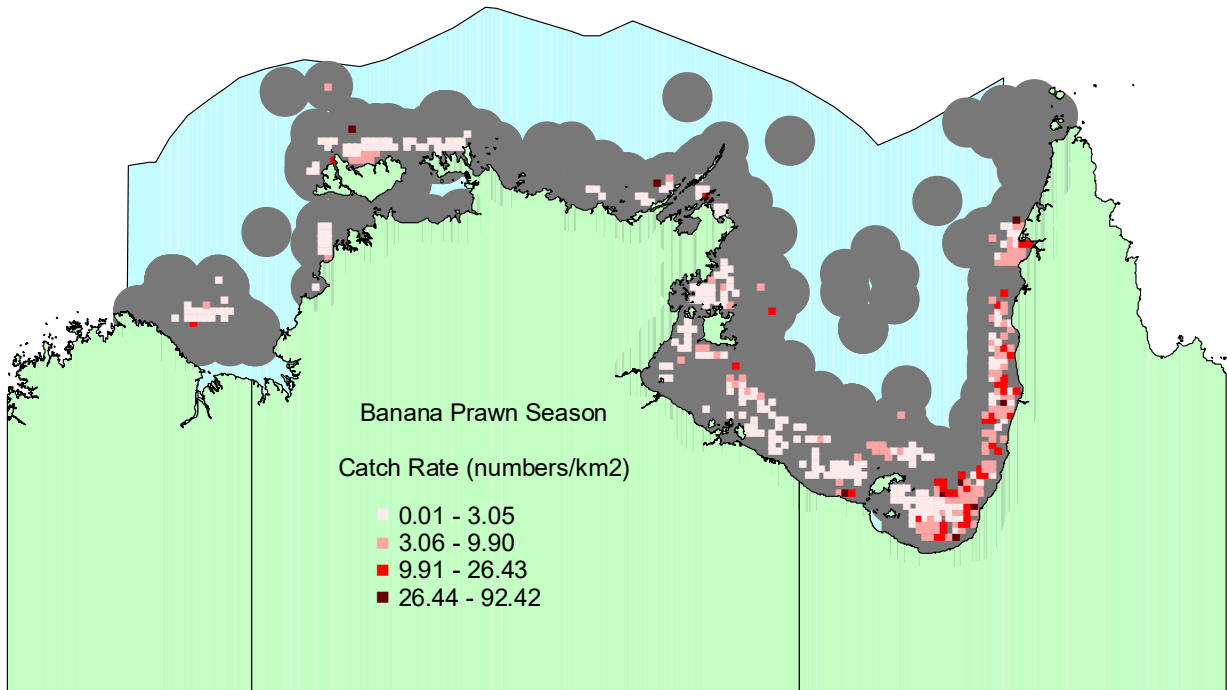 Banana Prawn Season
Catch Rate (numbers/km2)
0.01 - 3.05
3.06 - 9.90
9.91 - 26.43
26.44 - 92.42